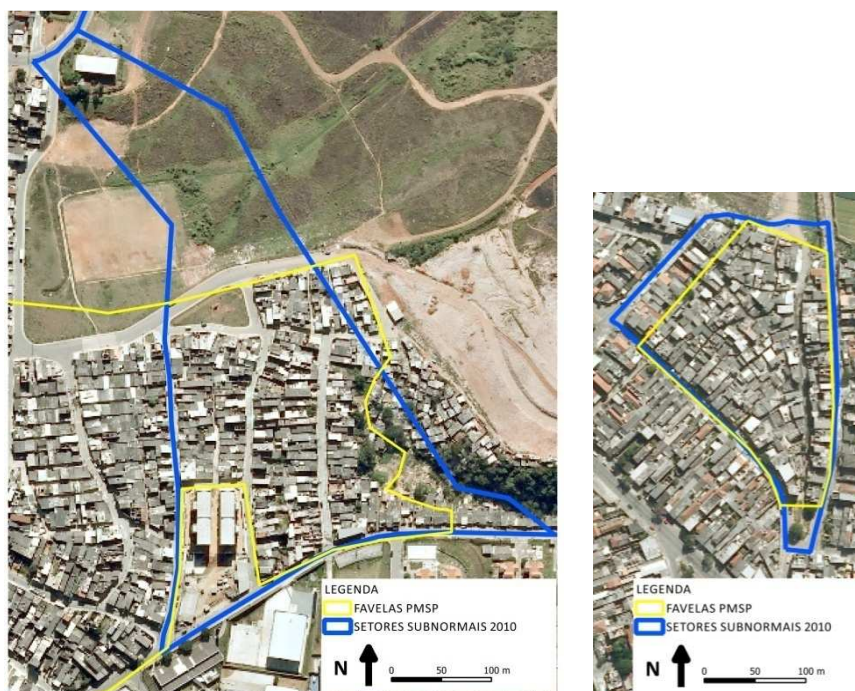 LEGENDA
FAVELAS PMSP
SETORES SUBNORMAIS 2010
N
0 50 100 m
LEGENDA
FAVELAS PMSP
SETORES SUBNORMAIS 2010
N
0 50 100 m